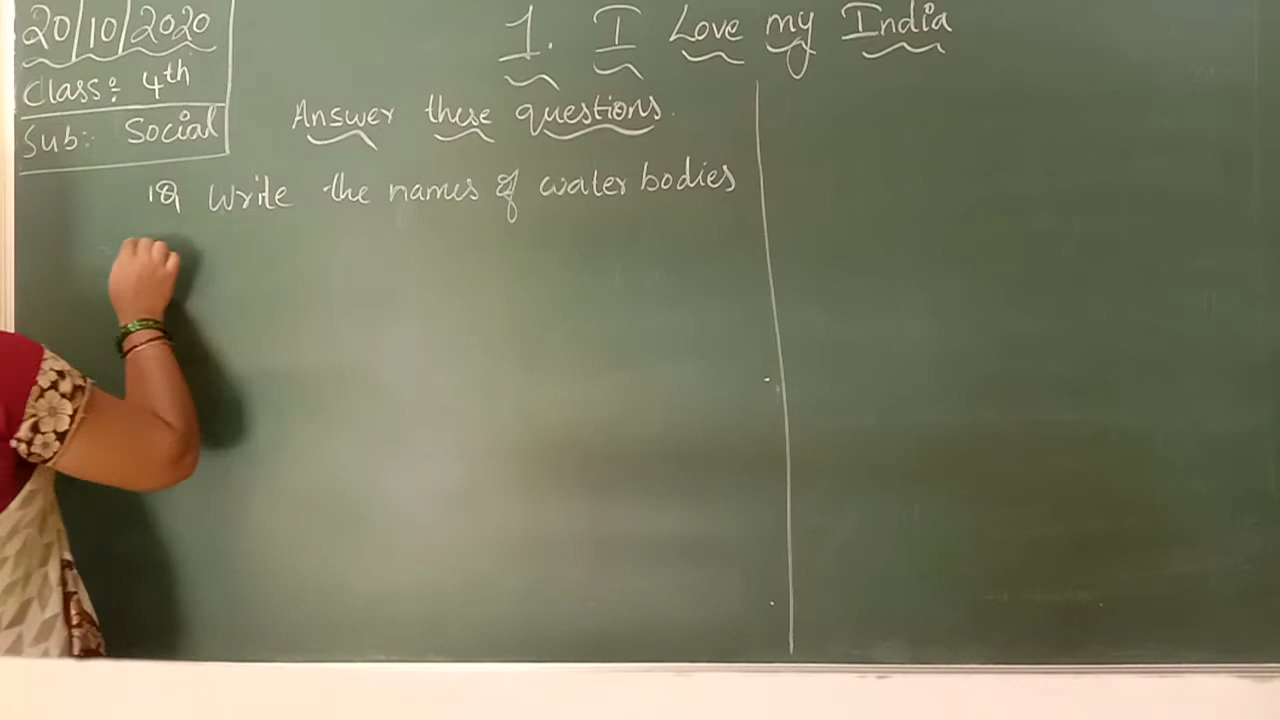 20/10/2020
Class: 4th
Sub: Social
1. I Love my India
Answer these questions.
1Q Write the names of water bodies